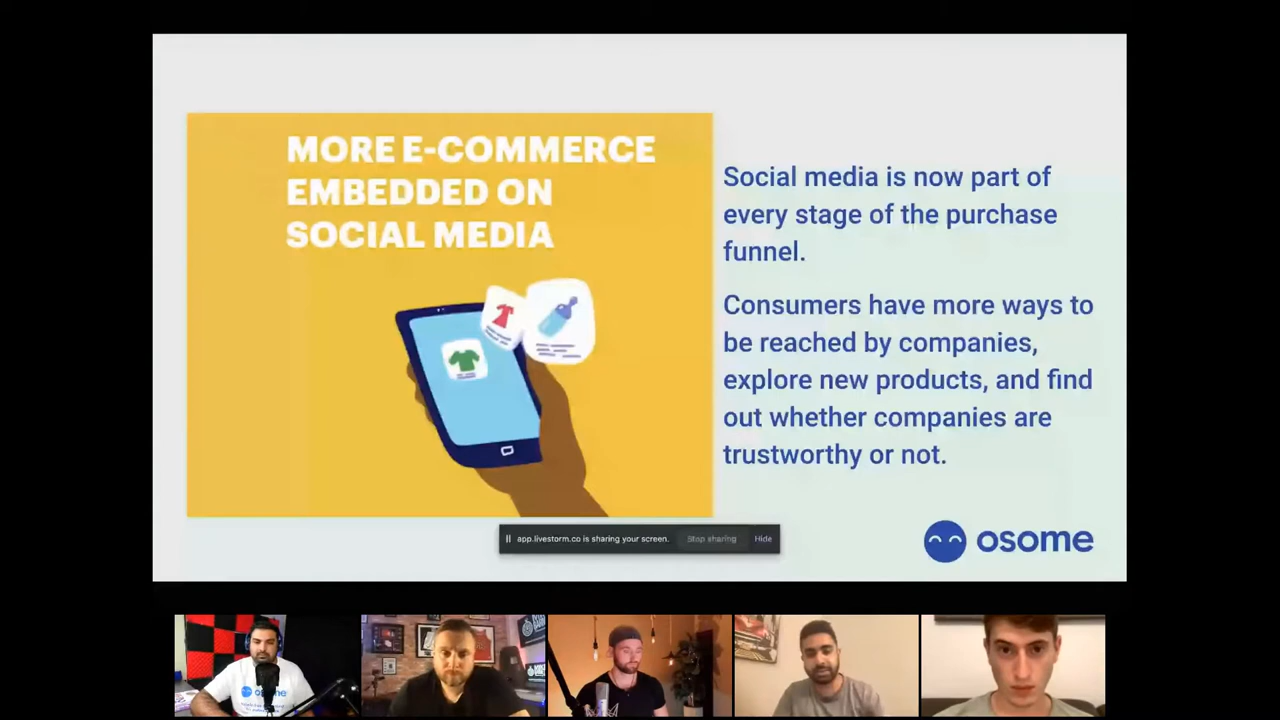 MORE E-COMMERCE
EMBEDDED ON
SOCIAL MEDIA
Social media is now part of
every stage of the purchase
funnel.
Consumers have more ways to
be reached by companies,
explore new products, and find
out whether companies are
trustworthy or not.
app.livestorm.co is sharing your screen.
Stop sharing
Hide
osome
osome